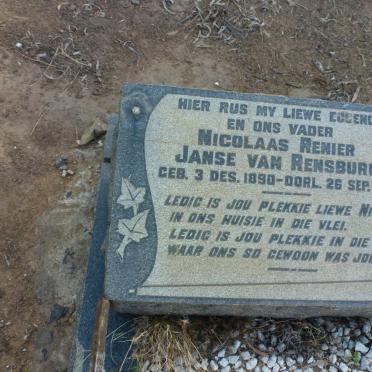 HIER RUS MY LIEWE
EN ONS VADER
NICOLAAS RENIER
JANSE VAN RENSBURG
GEB. 3 DES. 1890-OORL. 26 SEP.
LEDIG IS JOU PLEKKIE LIEWE
IN ONS HUISIE IN DIE VLEI.
LEDIG IS JOU PLEKKIE IN DIE
WAAR ONS SO GEWOON WAS